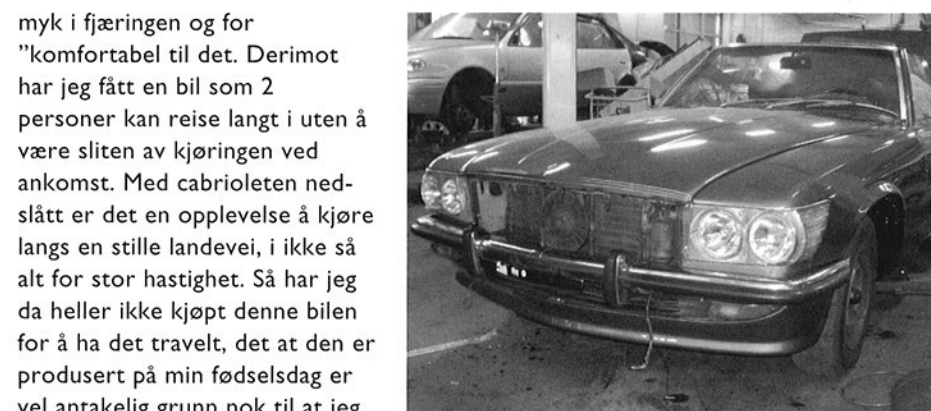 myk i fjæringen og for
"komfortabel til det. Derimot
har jeg fått en bil som 2
personer kan reise langt i uten å
være sliten av kjøringen ved
ankomst. Med cabrioleten ned-
slått er det en opplevelse å kjøre
langs en stille landevei, i ikke så
alt for stor hastighet. Så har jeg
da heller ikke kjøpt denne bilen
for å ha det travelt, det at den er
produsert på min fødselsdag er
vel antakelig grunn nok til at jeg